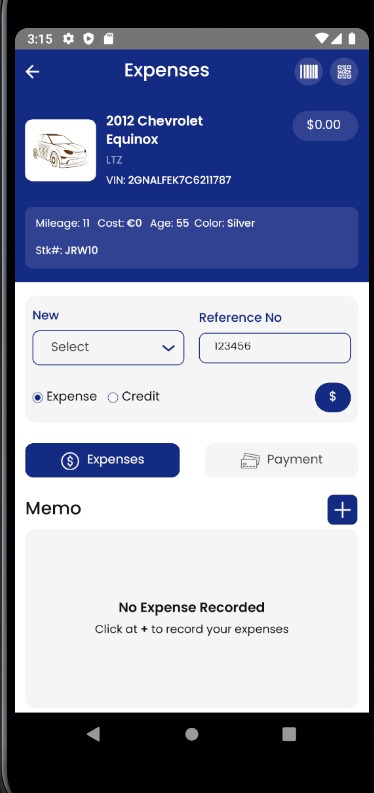 3:15
Expenses
2012 Chevrolet
Equinox
$0.00
LTZ
VIN: 2GNALFEK7C6211787
Mileage: 11 Cost: €0 Age: 55 Color: Silver
Stk#: JRW10
New
Reference No
Select
123456
Expense Credit
$
$ Expenses
Payment
Memo
+
No Expense Recorded
Click at + to record your expenses